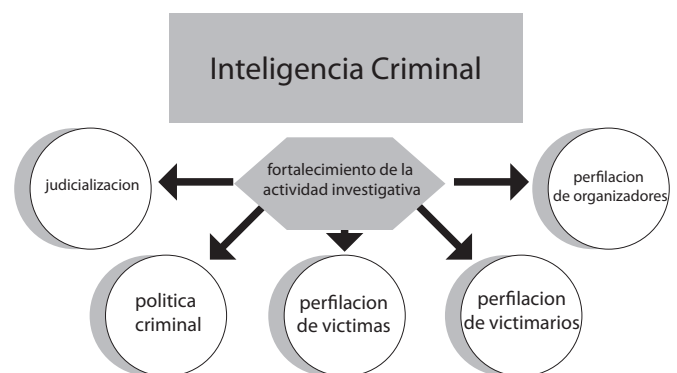 Inteligencia Criminal
fortalecimiento de la
actividad investigativa
judicializacion
perfilacion
de organizadores
politica
criminal
perfilacion
de victimas
perfilacion
de victimarios